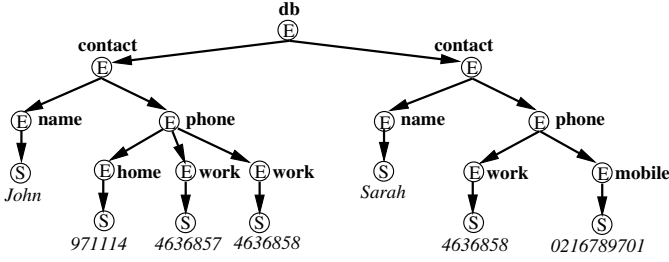 db
E
contact contact
E E
E name E phone E name E phone
S E home E work E work S E work E mobile
John Sarah
S S S S S
971114 4636857 4636858 4636858 0216789701